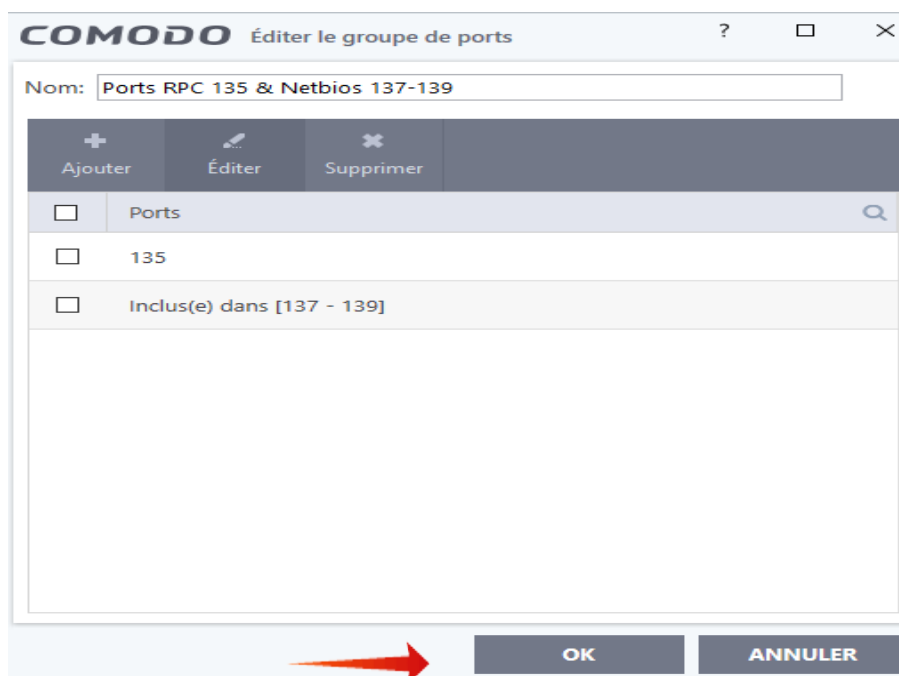 COMODO Éditer le groupe de ports ?
Nom: Ports RPC 135 & Netbios 137-139
Ajouter Éditer Supprimer
Ports
135
Inclus(e) dans [137 - 139]
OK ANNULER